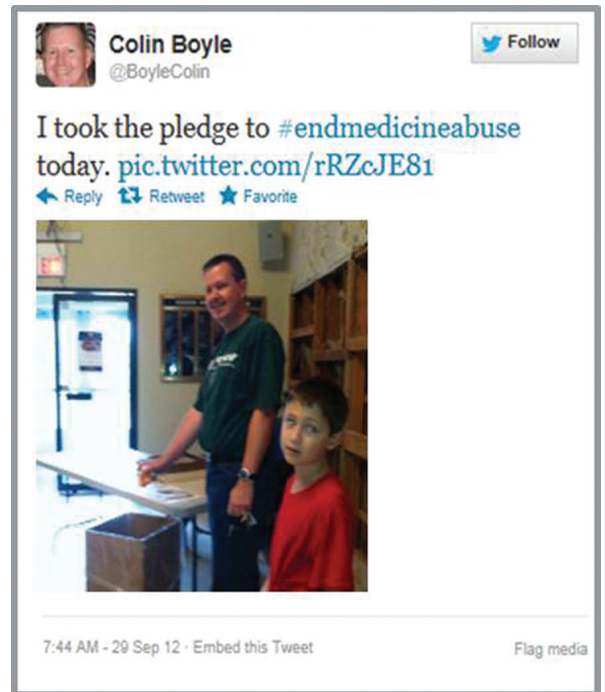 Colin Boyle
@BoyleColin
Follow
I took the pledge to #endmedicineabuse
today. pic.twitter.com/rRZcJE81
Reply Retweet Favorite
7:44 AM - 29 Sep 12 · Embed this Tweet
Flag media